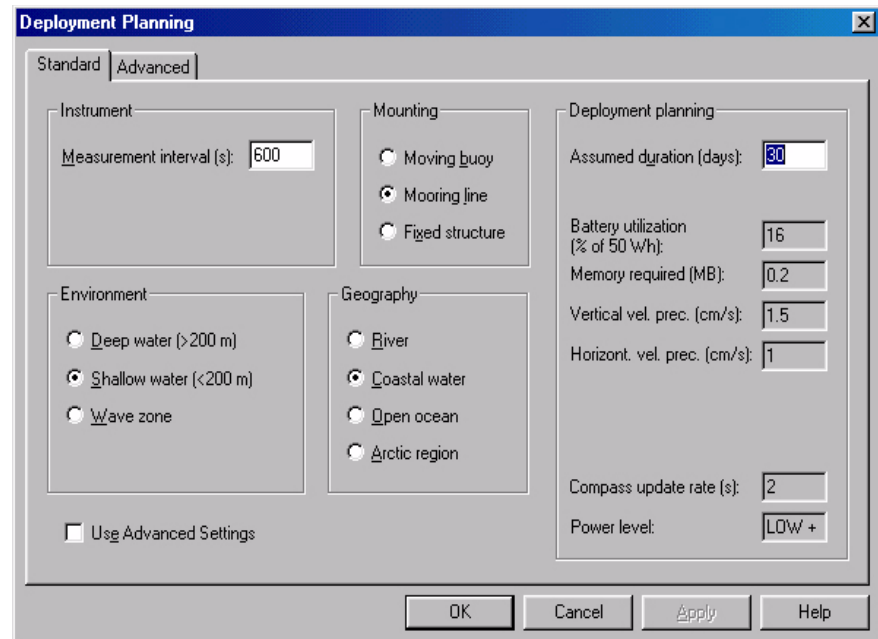 Deployment Planning
Standard
Advanced
Instrument
Measurement interval (s): 600
Mounting
Moving buoy
Mooring line
Fixed structure
Environment
Deep water (>200 m)
Shallow water (<200 m)
Wave zone
Geography
River
Coastal water
Open ocean
Arctic region
Use Advanced Settings
Deployment planning
Assumed duration (days): 30
Battery utilization
(% of 50 Wh): 16
Memory required (MB): 0.2
Vertical vel. prec. (cm/s): 1.5
Horizont. vel. prec. (cm/s): 1
Compass update rate (s): 2
Power level: LOW +
OK
Cancel
Apply
Help